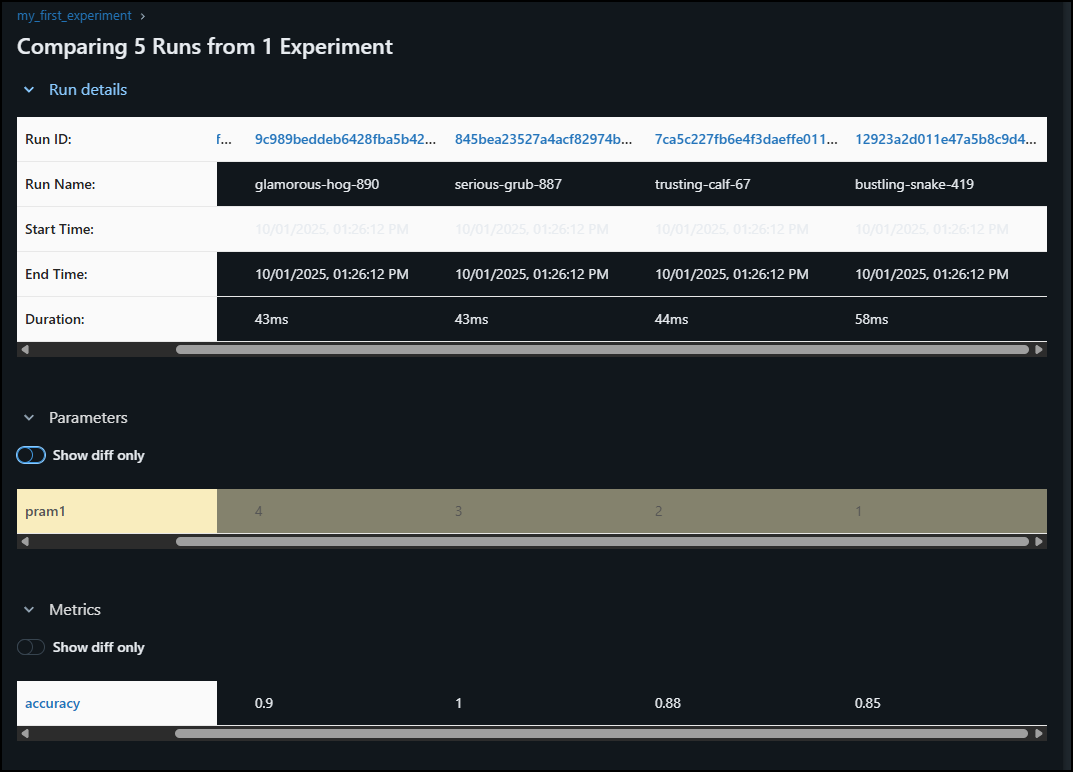 my_first_experiment ›
Comparing 5 Runs from 1 Experiment
Run details
Run ID: f... 9c989beddeb6428fba5b42... 845bea23527a4acf82974b... 7ca5c227fb6e4f3daeffe011... 12923a2d011e47a5b8c9d4...
Run Name: glamorous-hog-890 serious-grub-887 trusting-calf-67 bustling-snake-419
Start Time: 10/01/2025, 01:26:12 PM 10/01/2025, 01:26:12 PM 10/01/2025, 01:26:12 PM 10/01/2025, 01:26:12 PM
End Time: 10/01/2025, 01:26:12 PM 10/01/2025, 01:26:12 PM 10/01/2025, 01:26:12 PM 10/01/2025, 01:26:12 PM
Duration: 43ms 43ms 44ms 58ms
Parameters
Show diff only
pram1 4 3 2 1
Metrics
Show diff only
accuracy 0.9 1 0.88 0.85